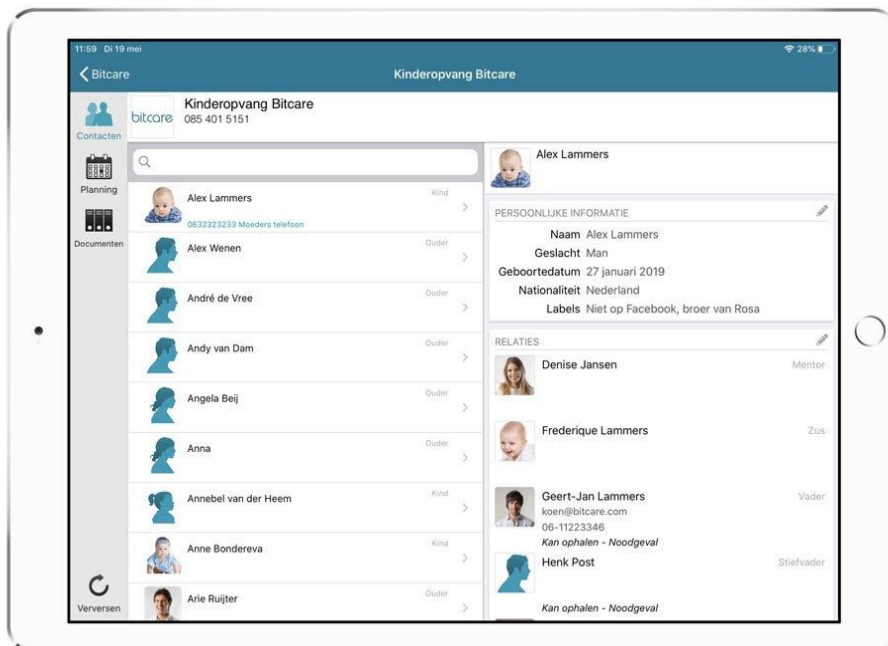 11:59 Di 19 mei
28%
Bitcare
Kinderopvang Bitcare
Contacten
Planning
Documenten
Verversen
bitcare
Kinderopvang Bitcare
085 401 5151
Alex Lammers
Kind
0632323233 Moeders telefoon
Alex Wenen
Ouder
André de Vree
Ouder
Andy van Dam
Ouder
Angela Beij
Ouder
Anna
Ouder
Annebel van der Heem
Kind
Anne Bondereva
Kind
Arie Ruijter
Ouder
Alex Lammers
PERSOONLIJKE INFORMATIE
Naam Alex Lammers
Geslacht Man
Geboortedatum 27 januari 2019
Nationaliteit Nederland
Labels Niet op Facebook, broer van Rosa
RELATIES
Denise Jansen
Mentor
Frederique Lammers
Zus
Geert-Jan Lammers
Vader
koen@bitcare.com
06-11223346
Kan ophalen - Noodgeval
Henk Post
Stiefvader
Kan ophalen - Noodgeval